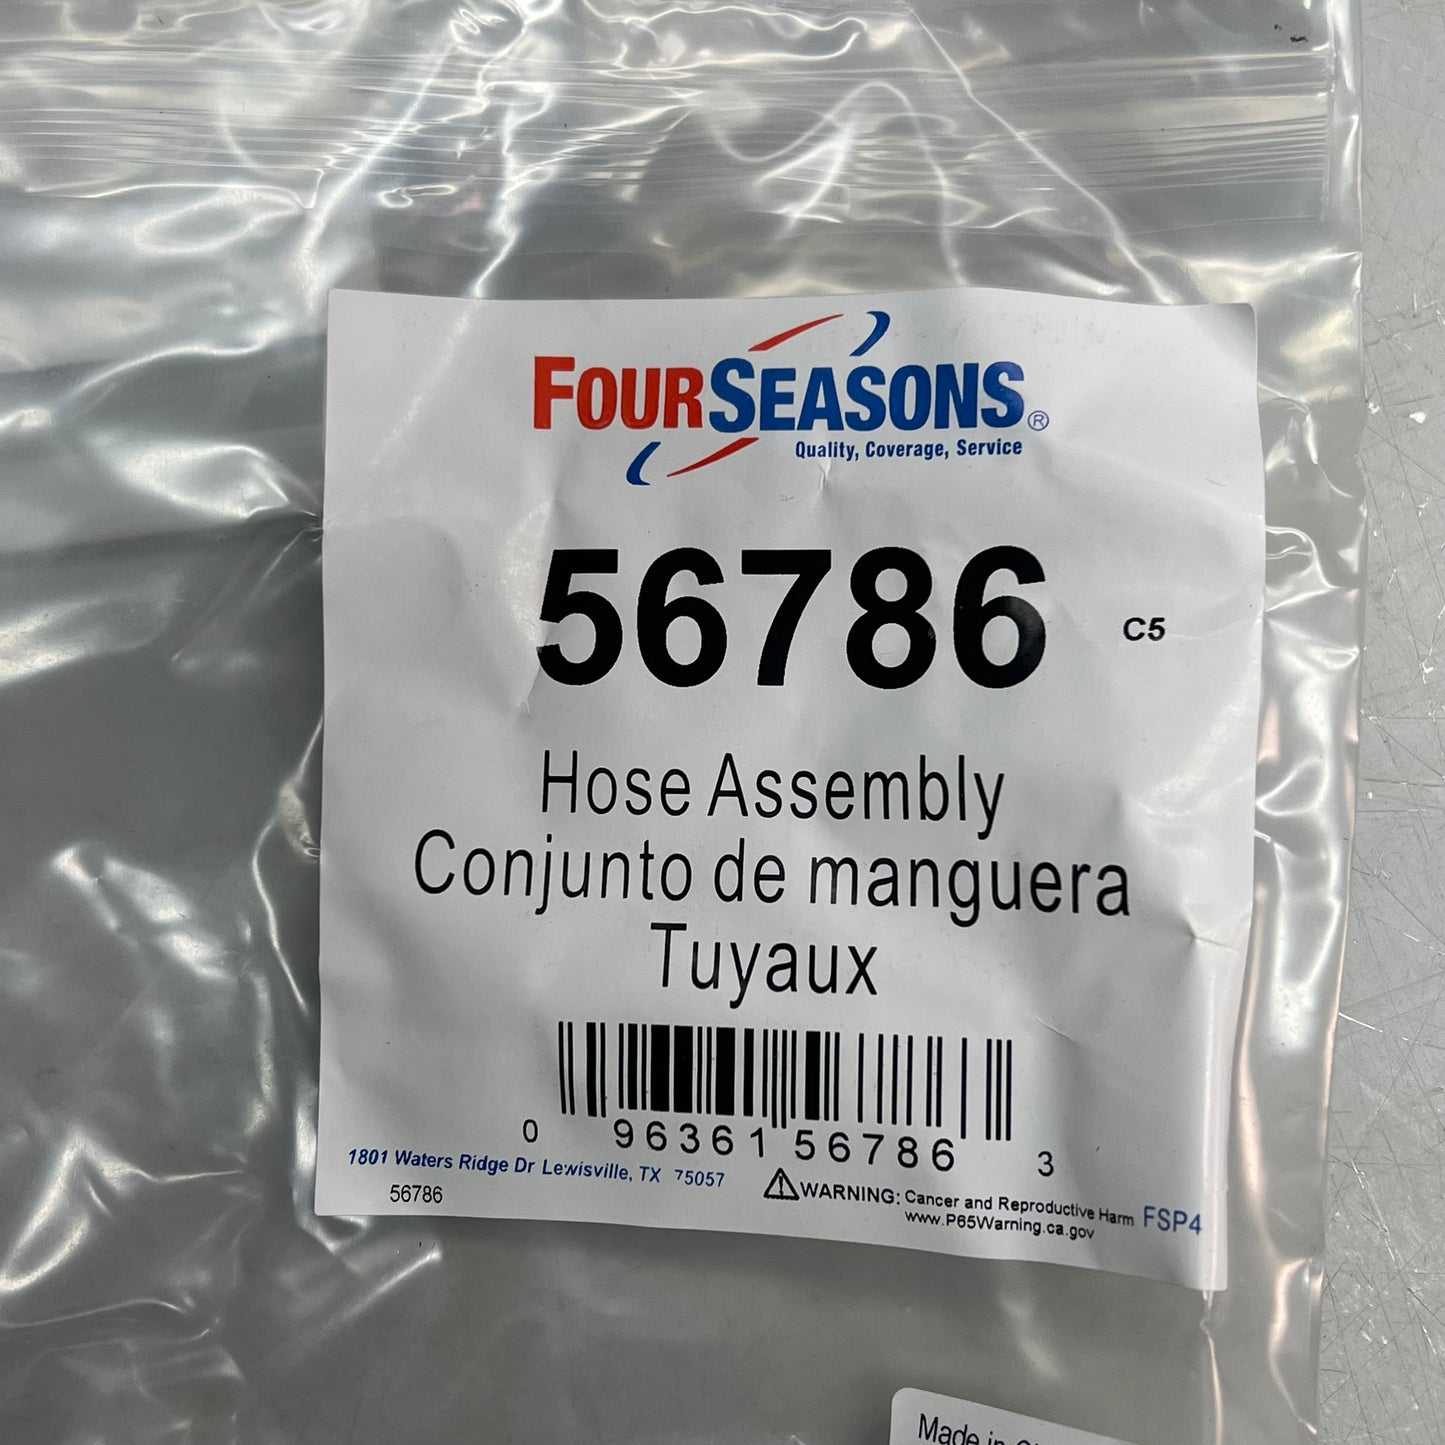 FOURSEASONS®
Quality, Coverage, Service
56786
C5
Hose Assembly
Conjunto de manguera
Tuyaux
0 96361 56786 3
1801 Waters Ridge Dr Lewisville, TX 75057
56786
WARNING: Cancer and Reproductive Harm
www.P65Warning.ca.gov
FSP4
Made in